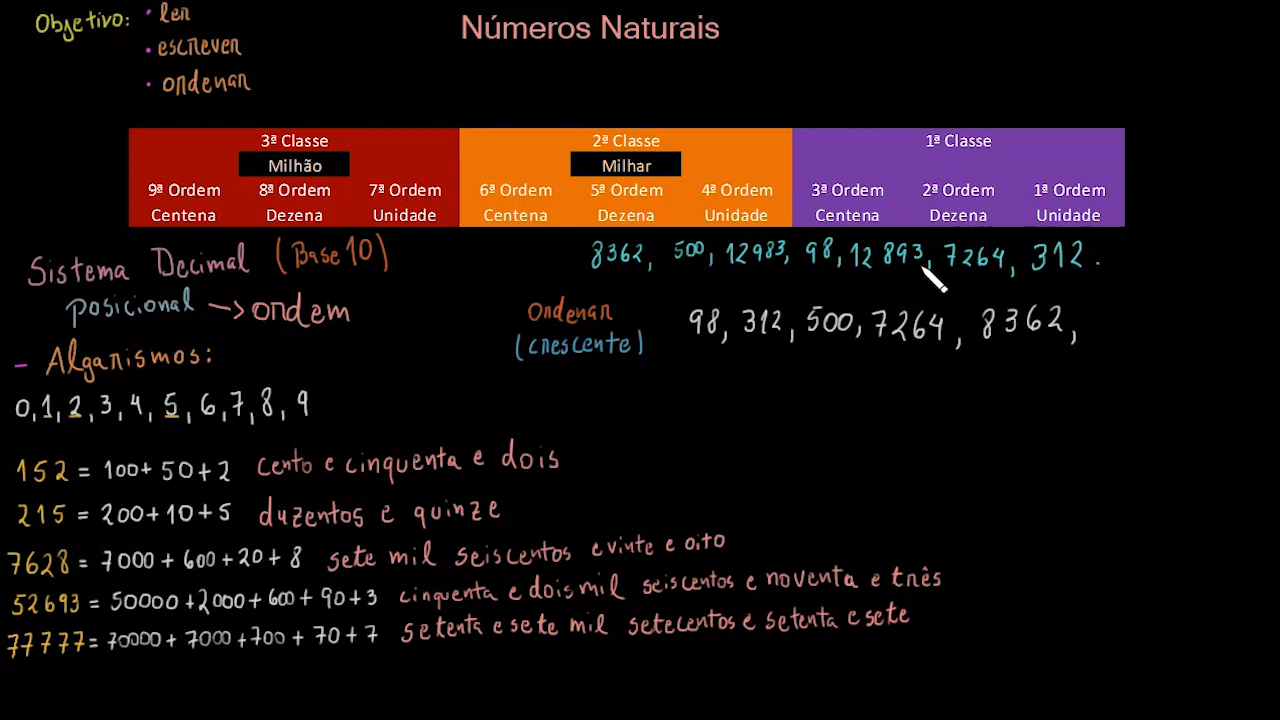 Objetivo:
• ler
• escrever
• ordenar
Números Naturais
3ª Classe 2ª Classe 1ª Classe
Milhão Milhar
9ª Ordem 8ª Ordem 7ª Ordem 6ª Ordem 5ª Ordem 4ª Ordem 3ª Ordem 2ª Ordem 1ª Ordem
Centena Dezena Unidade Centena Dezena Unidade Centena Dezena Unidade
Sistema Decimal (Base 10)
posicional → ordem
8362, 500, 12983, 98, 12 893, 7264, 312.
Ordenar
(crescente)
98, 312, 500, 7264, 8362,
- Algarismos:
0, 1, 2, 3, 4, 5, 6, 7, 8, 9
152 = 100+ 50+2 cento e cinquenta e dois
215 = 200+10+5 duzentos e quinze
7628 = 7000 + 600 +20 + 8 sete mil seiscentos e vinte e oito
52693 = 50000+2000+600+90+3 cinquenta e dois mil seiscentos e noventa e três
77777= 70000+ 7000 +700 + 70+7 setenta e sete mil setecentos e setenta e sete